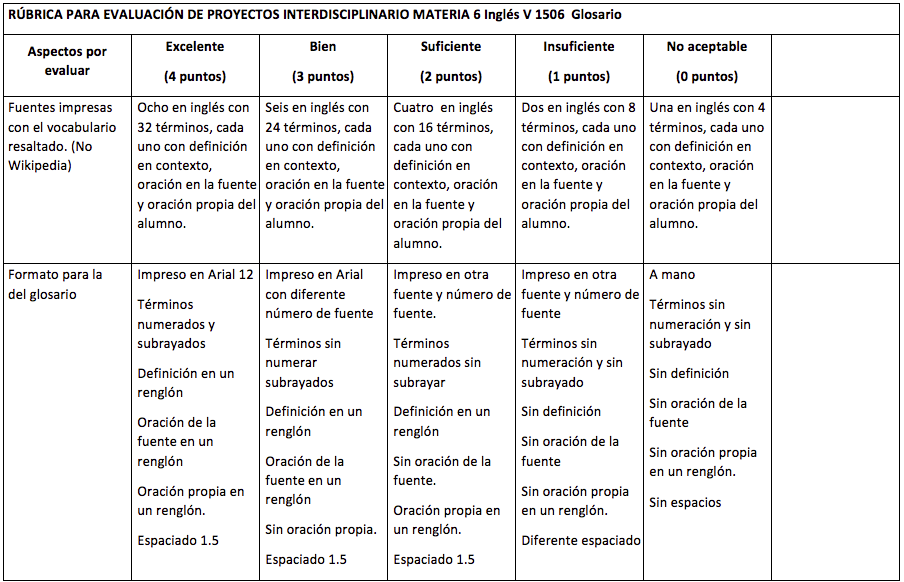 RÚBRICA PARA EVALUACIÓN DE PROYECTOS INTERDISCIPLINARIO MATERIA 6 Inglés V 1506 Glosario
Aspectos por
evaluar
Excelente
(4 puntos)
Bien
(3 puntos)
Suficiente
(2 puntos)
Insuficiente
(1 puntos)
No aceptable
(0 puntos)
Fuentes impresas
con el vocabulario
resaltado. (No
Wikipedia)
Ocho en inglés con
32 términos, cada
uno con definición
en contexto,
oración en la fuente
y oración propia del
alumno.
Seis en inglés con
24 términos, cada
uno con definición
en contexto,
oración en la fuente
y oración propia del
alumno.
Cuatro en inglés
con 16 términos,
cada uno con
definición en
contexto, oración
en la fuente y
oración propia del
alumno.
Dos en inglés con 8
términos, cada uno
con definición en
contexto, oración
en la fuente y
oración propia del
alumno.
Una en inglés con 4
términos, cada uno
con definición en
contexto, oración
en la fuente y
oración propia del
alumno.
Formato para la
del glosario
Impreso en Arial 12
Términos
numerados y
subrayados
Definición en un
renglón
Oración de la
fuente en un
renglón
Oración propia en
un renglón.
Espaciado 1.5
Impreso en Arial
con diferente
número de fuente
Términos sin
numerar
subrayados
Definición en un
renglón
Oración de la
fuente en un
renglón
Sin oración propia.
Espaciado 1.5
Impreso en otra
fuente y número de
fuente.
Términos
numerados sin
subrayar
Definición en un
renglón
Sin oración de la
fuente.
Oración propia en
un renglón.
Espaciado 1.5
Impreso en otra
fuente y número de
fuente
Términos sin
numeración y sin
subrayado
Sin definición
Sin oración de la
fuente
Sin oración propia
en un renglón.
Diferente espaciado
A mano
Términos sin
numeración y sin
subrayado
Sin definición
Sin oración de la
fuente
Sin oración propia
en un renglón.
Sin espacios